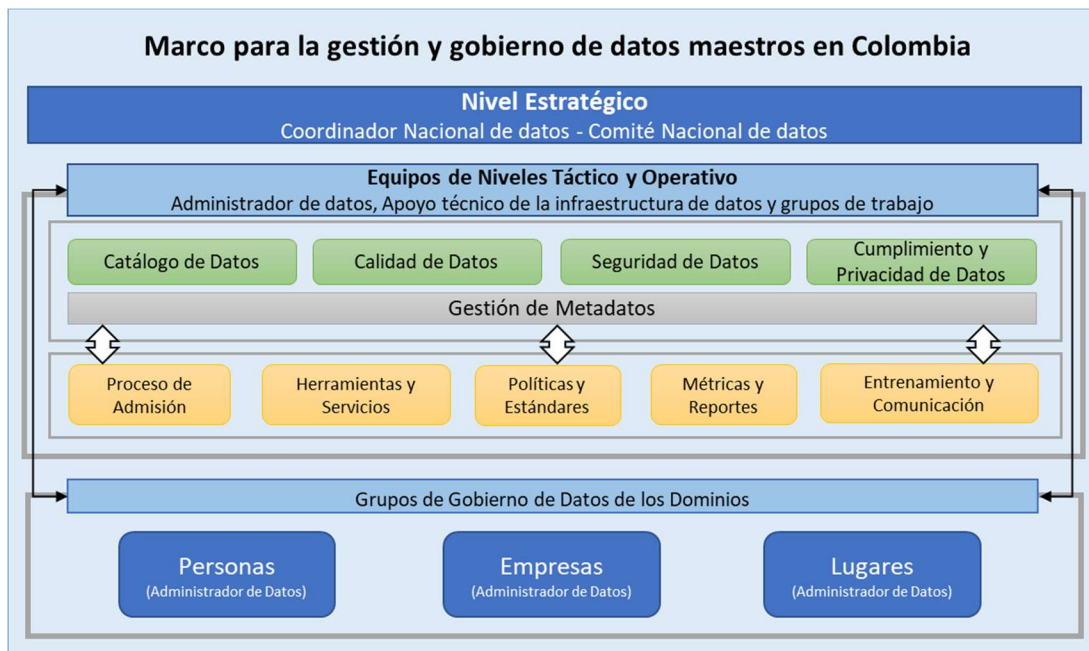 Marco para la gestión y gobierno de datos maestros en Colombia
Nivel Estratégico
Coordinador Nacional de datos - Comité Nacional de datos
Equipos de Niveles Táctico y Operativo
Administrador de datos, Apoyo técnico de la infraestructura de datos y grupos de trabajo
Catálogo de Datos
Calidad de Datos
Seguridad de Datos
Cumplimiento y
Privacidad de Datos
Gestión de Metadatos
Proceso de
Admisión
Herramientas y
Servicios
Políticas y
Estándares
Métricas y
Reportes
Entrenamiento y
Comunicación
Grupos de Gobierno de Datos de los Dominios
Personas
(Administrador de Datos)
Empresas
(Administrador de Datos)
Lugares
(Administrador de Datos)